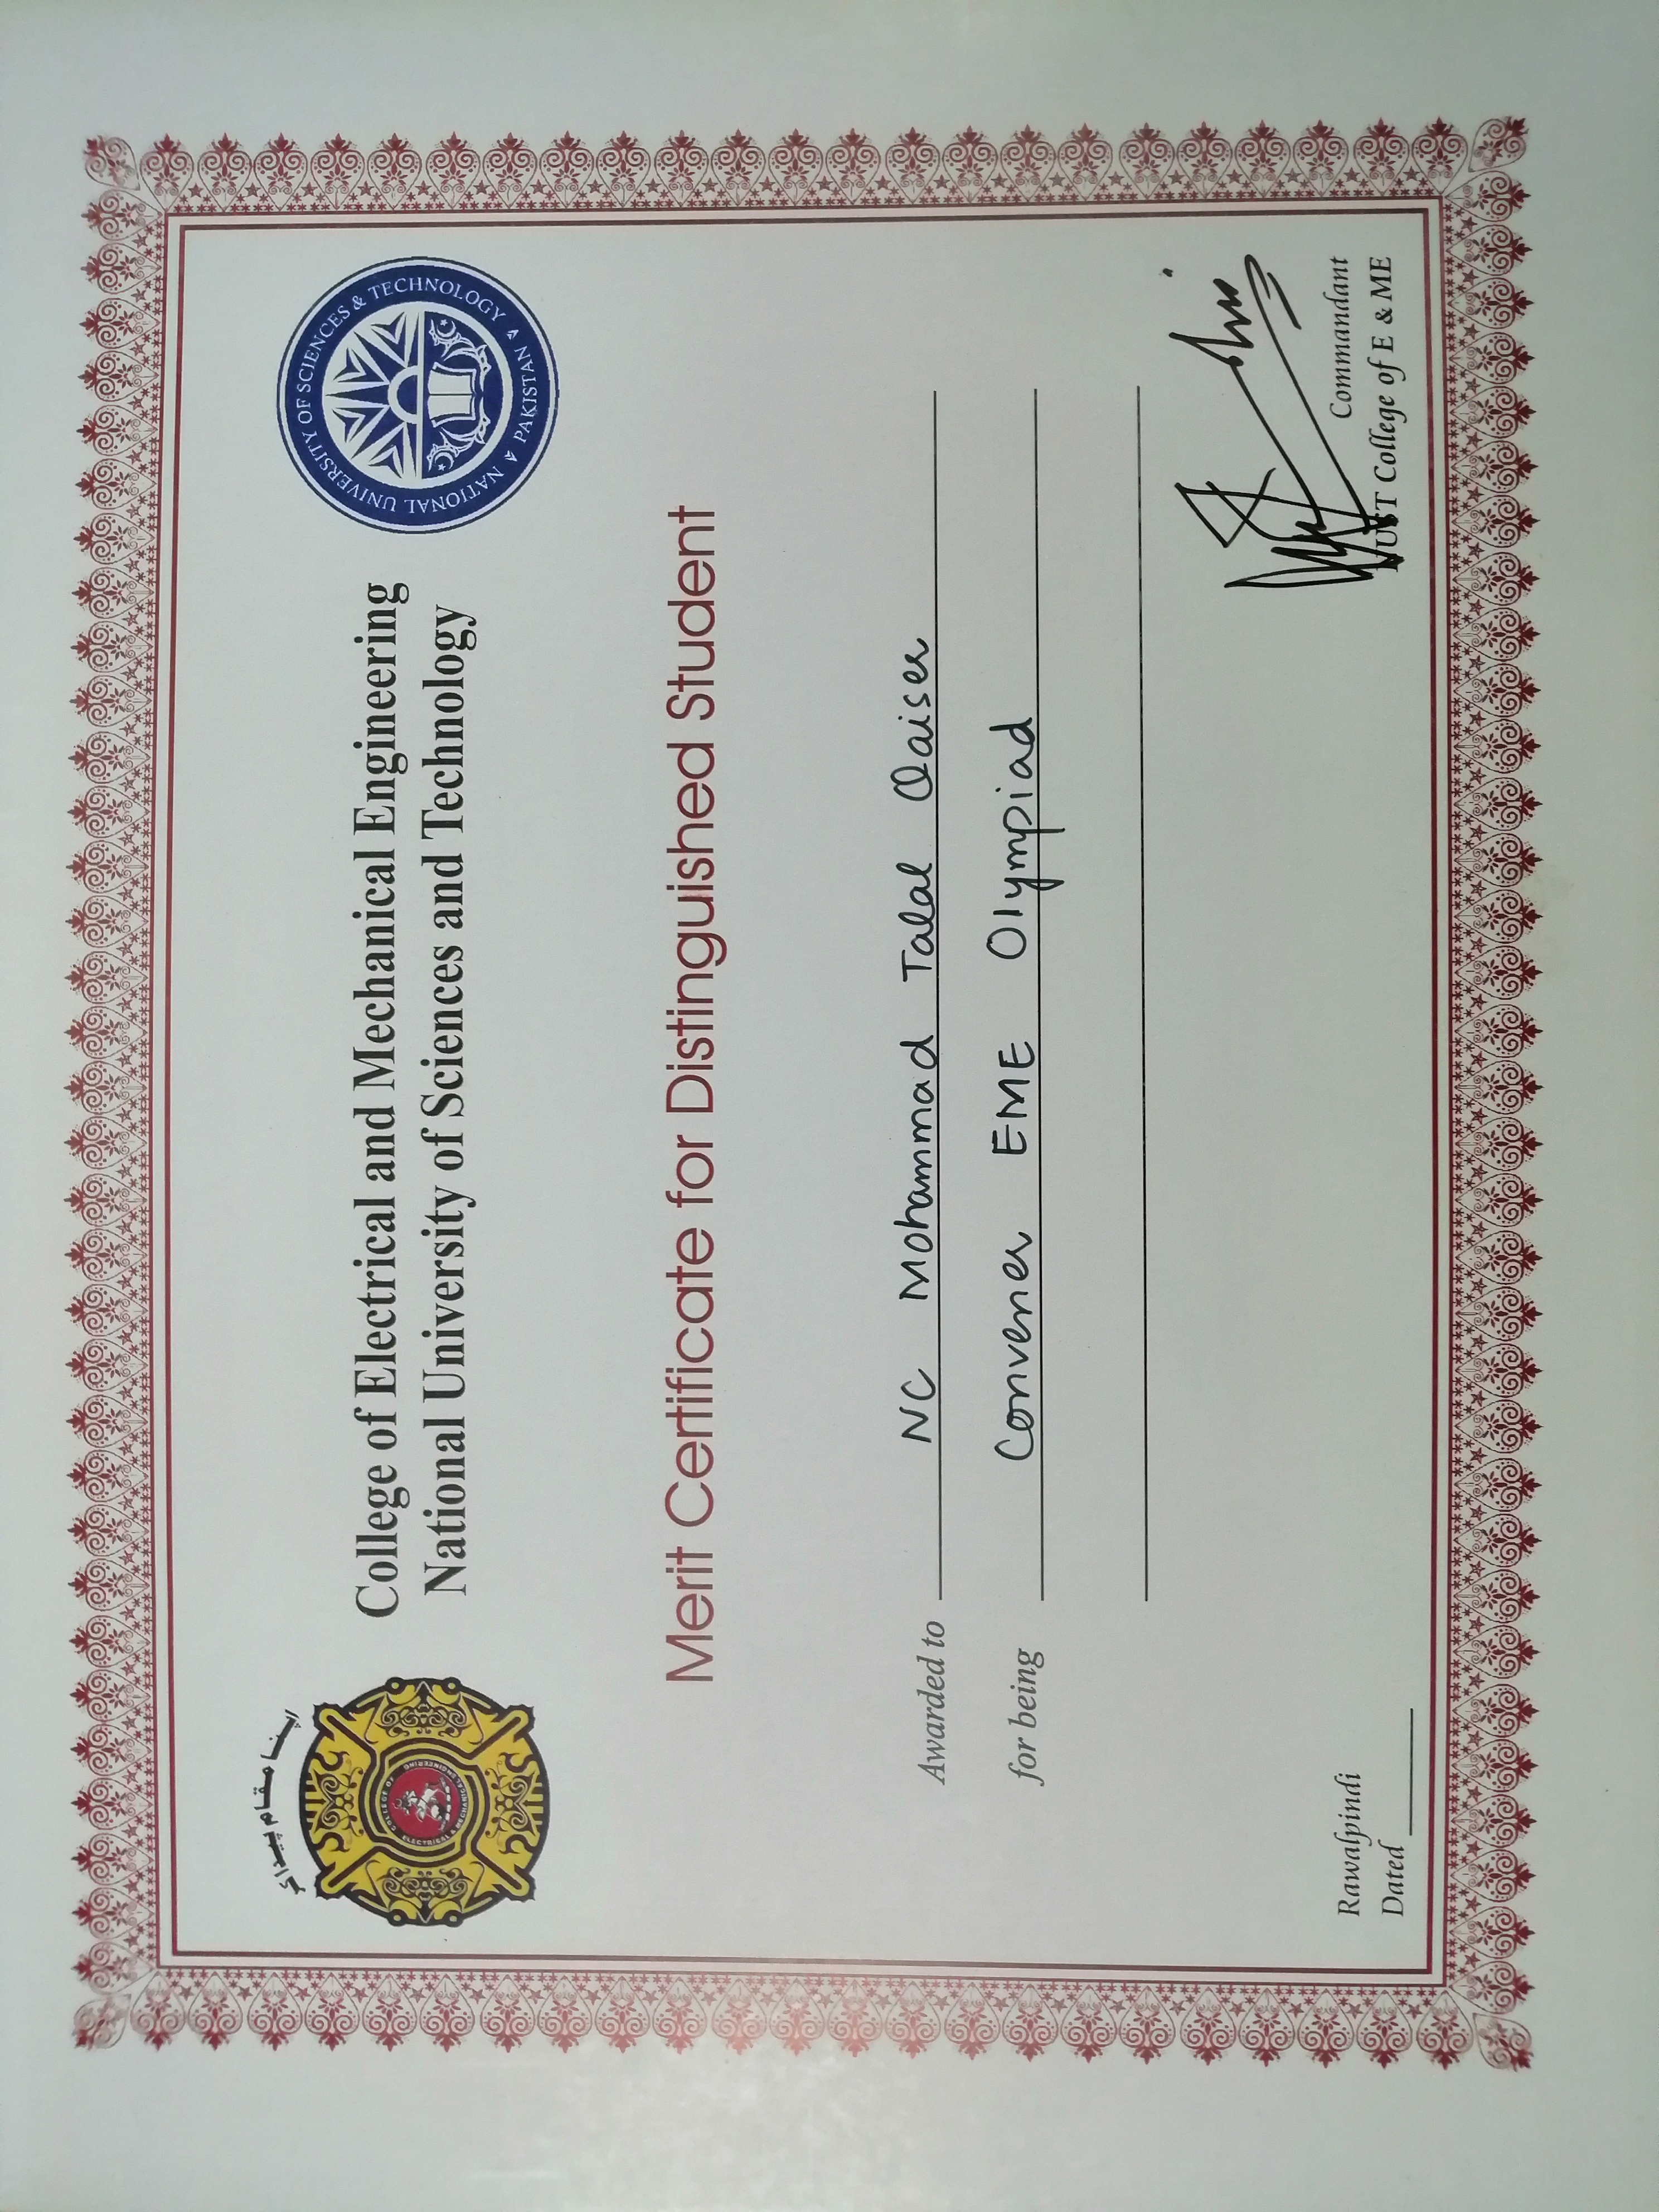 اپنا مقام پیدا کر
COLLEGE OF ELECTRICAL & MECHANICAL ENGINEERING
College of Electrical and Mechanical Engineering
National University of Sciences and Technology
NATIONAL UNIVERSITY OF SCIENCES & TECHNOLOGY
PAKISTAN
Merit Certificate for Distinguished Student
Awarded to NC Mohammad Talal Qaiser
for being Convener EME Olympiad
Rawalpindi
Dated
Commandant
NUST College of E & ME